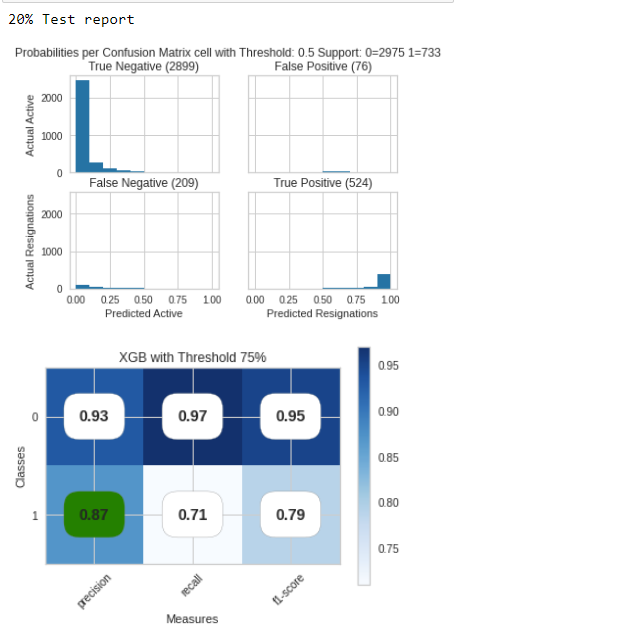 20% Test report
Probabilities per Confusion Matrix cell with Threshold: 0.5 Support: 0=2975 1=733
True Negative (2899)
False Positive (76)
Actual Active
2000
1000
0
False Negative (209)
True Positive (524)
Actual Resignations
2000
1000
0
0.00 0.25 0.50 0.75 1.00
0.00 0.25 0.50 0.75 1.00
Predicted Active
Predicted Resignations
XGB with Threshold 75%
Classes
0
0.93 0.97 0.95
1
0.87 0.71 0.79
precision recall f1-score
Measures
0.95
0.90
0.85
0.80
0.75